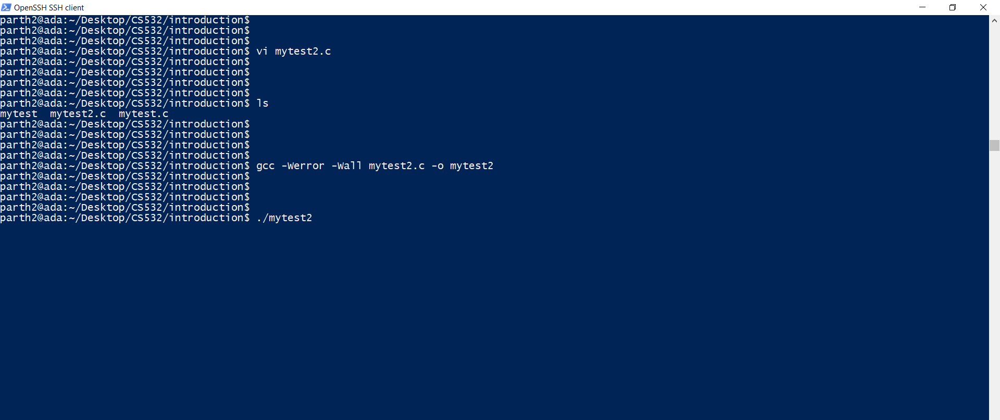 OpenSSH SSH client
parth2@ada:~/Desktop/CS532/introduction$
parth2@ada:~/Desktop/CS532/introduction$
parth2@ada:~/Desktop/CS532/introduction$
parth2@ada:~/Desktop/CS532/introduction$ vi mytest2.c
parth2@ada:~/Desktop/CS532/introduction$
parth2@ada:~/Desktop/CS532/introduction$
parth2@ada:~/Desktop/CS532/introduction$
parth2@ada:~/Desktop/CS532/introduction$
parth2@ada:~/Desktop/CS532/introduction$ ls
mytest  mytest2.c  mytest.c
parth2@ada:~/Desktop/CS532/introduction$
parth2@ada:~/Desktop/CS532/introduction$
parth2@ada:~/Desktop/CS532/introduction$
parth2@ada:~/Desktop/CS532/introduction$
parth2@ada:~/Desktop/CS532/introduction$ gcc -Werror -Wall mytest2.c -o mytest2
parth2@ada:~/Desktop/CS532/introduction$
parth2@ada:~/Desktop/CS532/introduction$
parth2@ada:~/Desktop/CS532/introduction$
parth2@ada:~/Desktop/CS532/introduction$
parth2@ada:~/Desktop/CS532/introduction$ ./mytest2